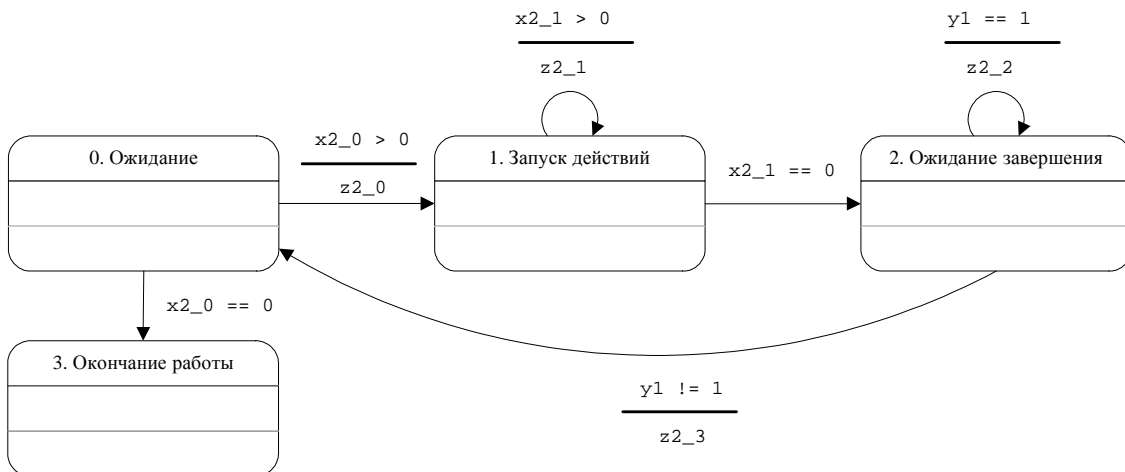 x2_1 > 0
z2_1
y1 == 1
z2_2
0. Ожидание
x2_0 > 0
z2_0
1. Запуск действий
x2_1 == 0
2. Ожидание завершения
x2_0 == 0
3. Окончание работы
y1 != 1
z2_3